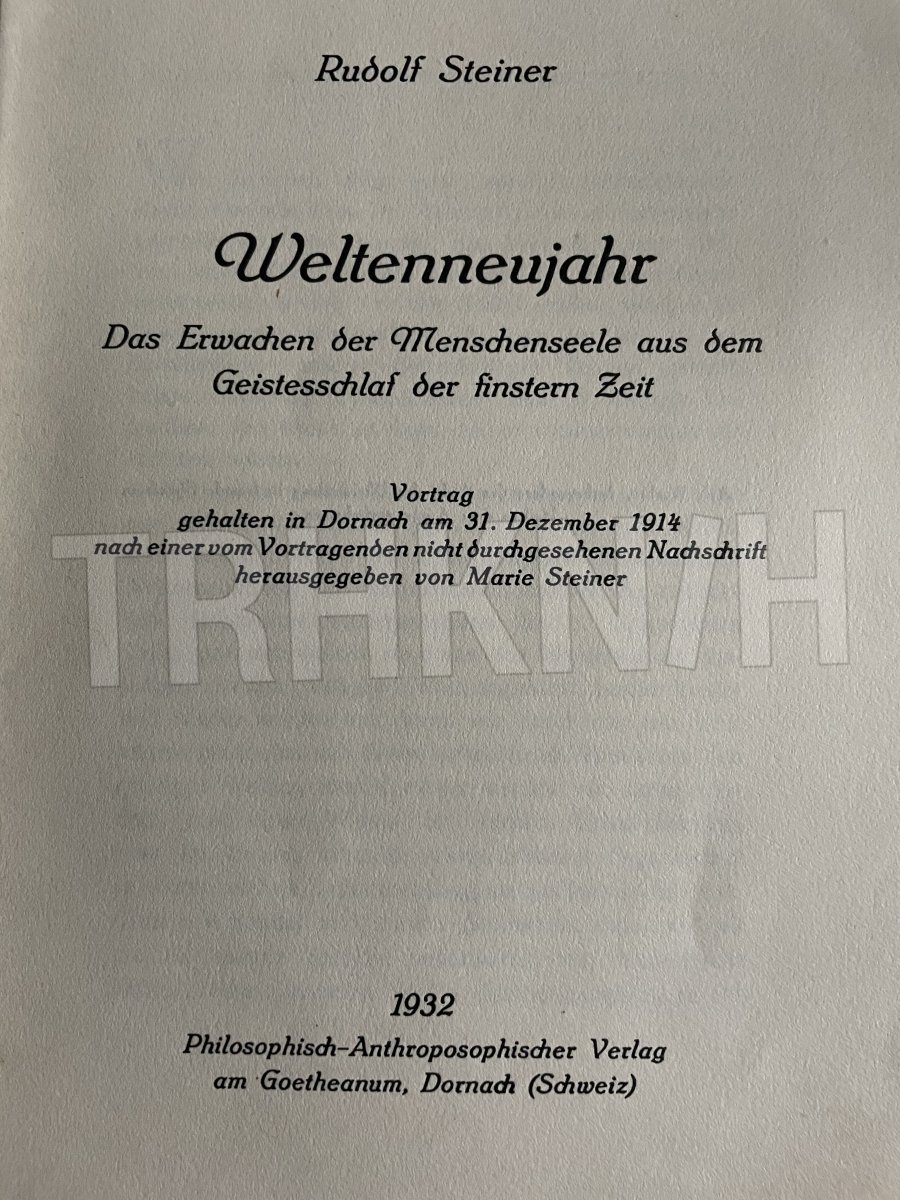 Rudolf Steiner
Weltenneujahr
Das Erwachen der Menschenseele aus dem
Geistesschlaf der finstern Zeit
Vortrag
gehalten in Dornach am 31. Dezember 1914
nach einer vom Vortragenden nicht durchgesehenen Nachschrift
herausgegeben von Marie Steiner
TRHKN/H
1932
Philosophisch-Anthroposophischer Verlag
am Goetheanum, Dornach (Schweiz)